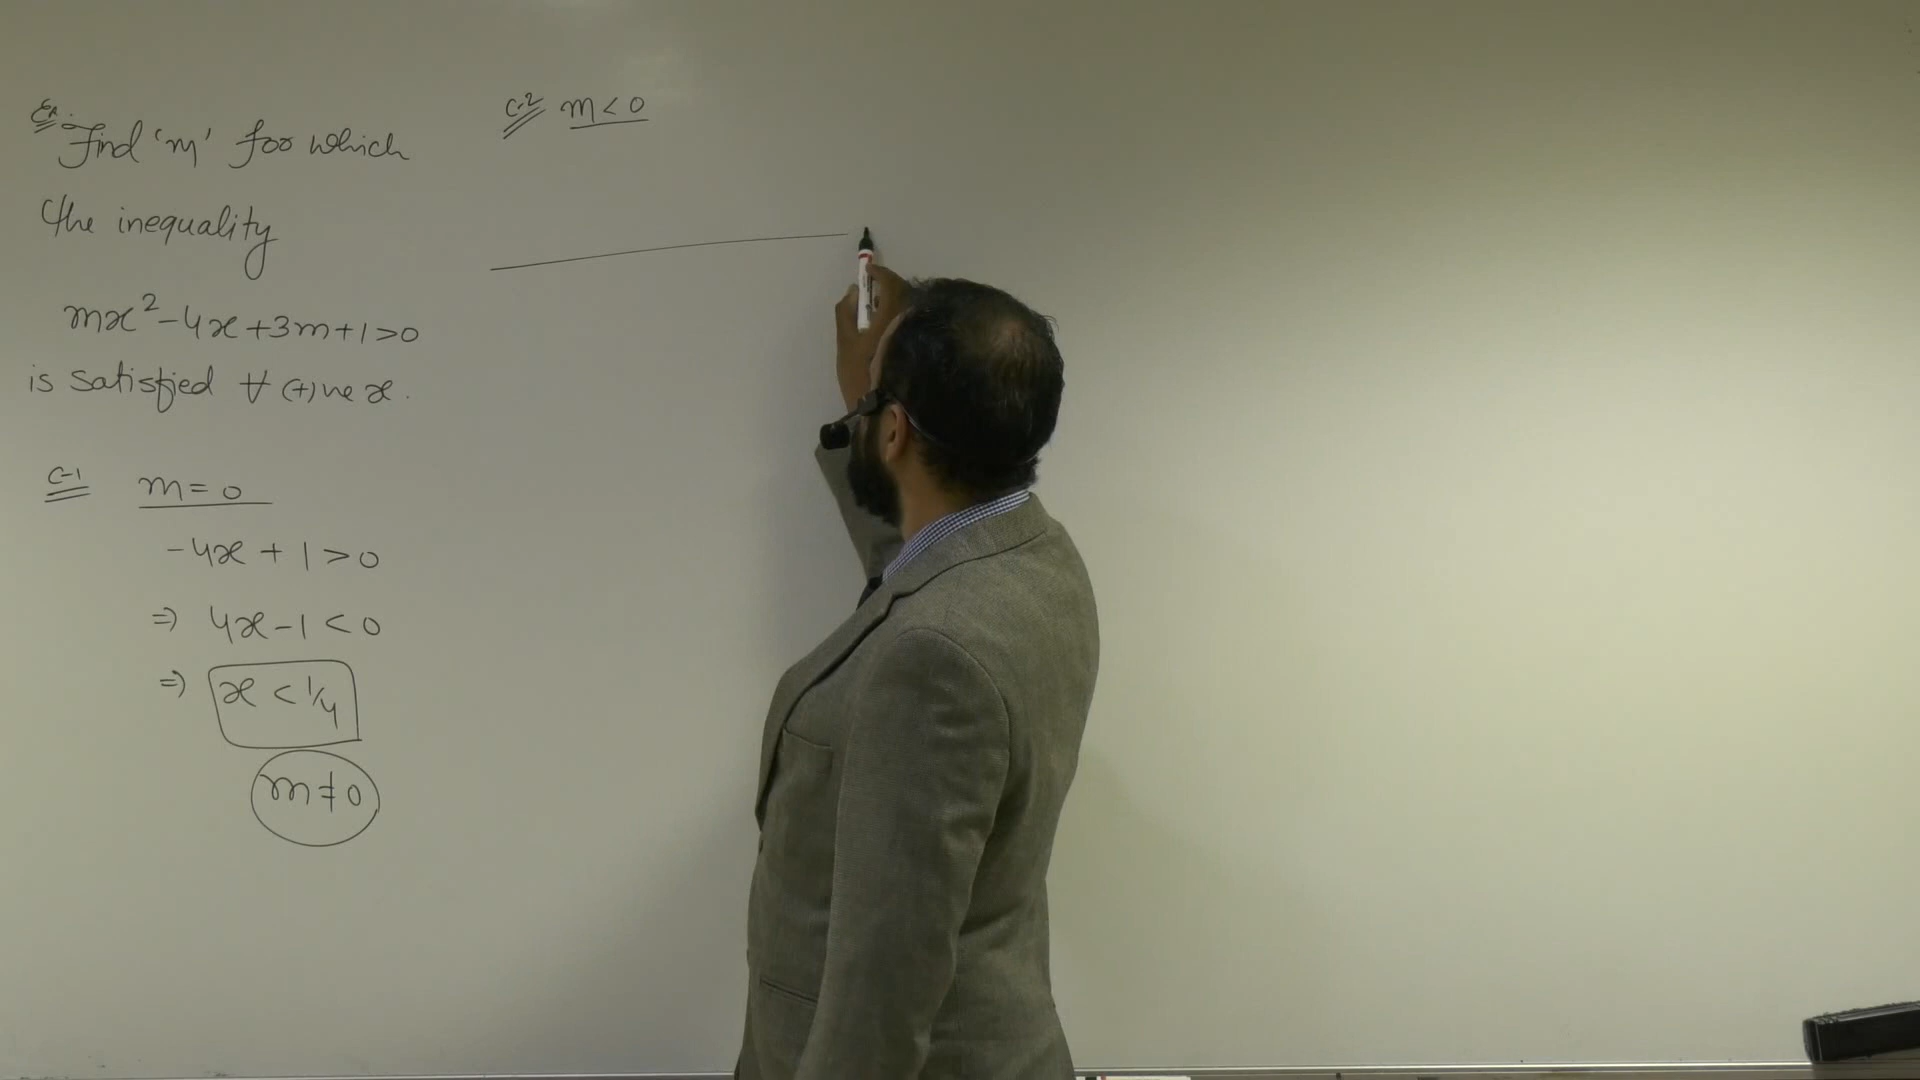 Ex. Find 'm' for which
the inequality
mx²-4x+3m+1>0
is satisfied ∀ (+)ve x.
C-1 m=0
-4x+1>0
⇒ 4x-1<0
⇒ x<1/4
m≠0
C-2 m<0